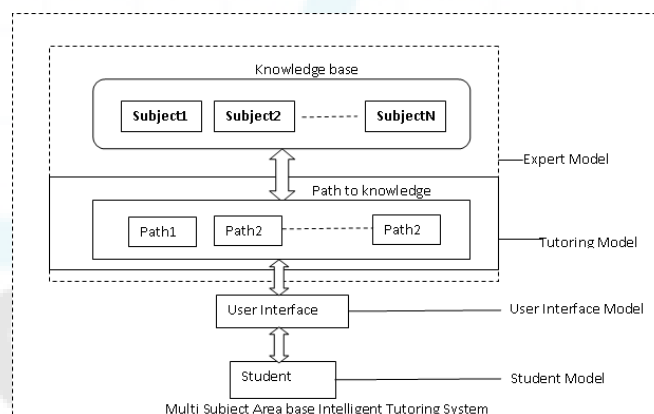 Knowledge base
Subject1 Subject2 SubjectN
Expert Model
Path to knowledge
Path1 Path2 Path2
Tutoring Model
User Interface User Interface Model
Student Student Model
Multi Subject Area base Intelligent Tutoring System